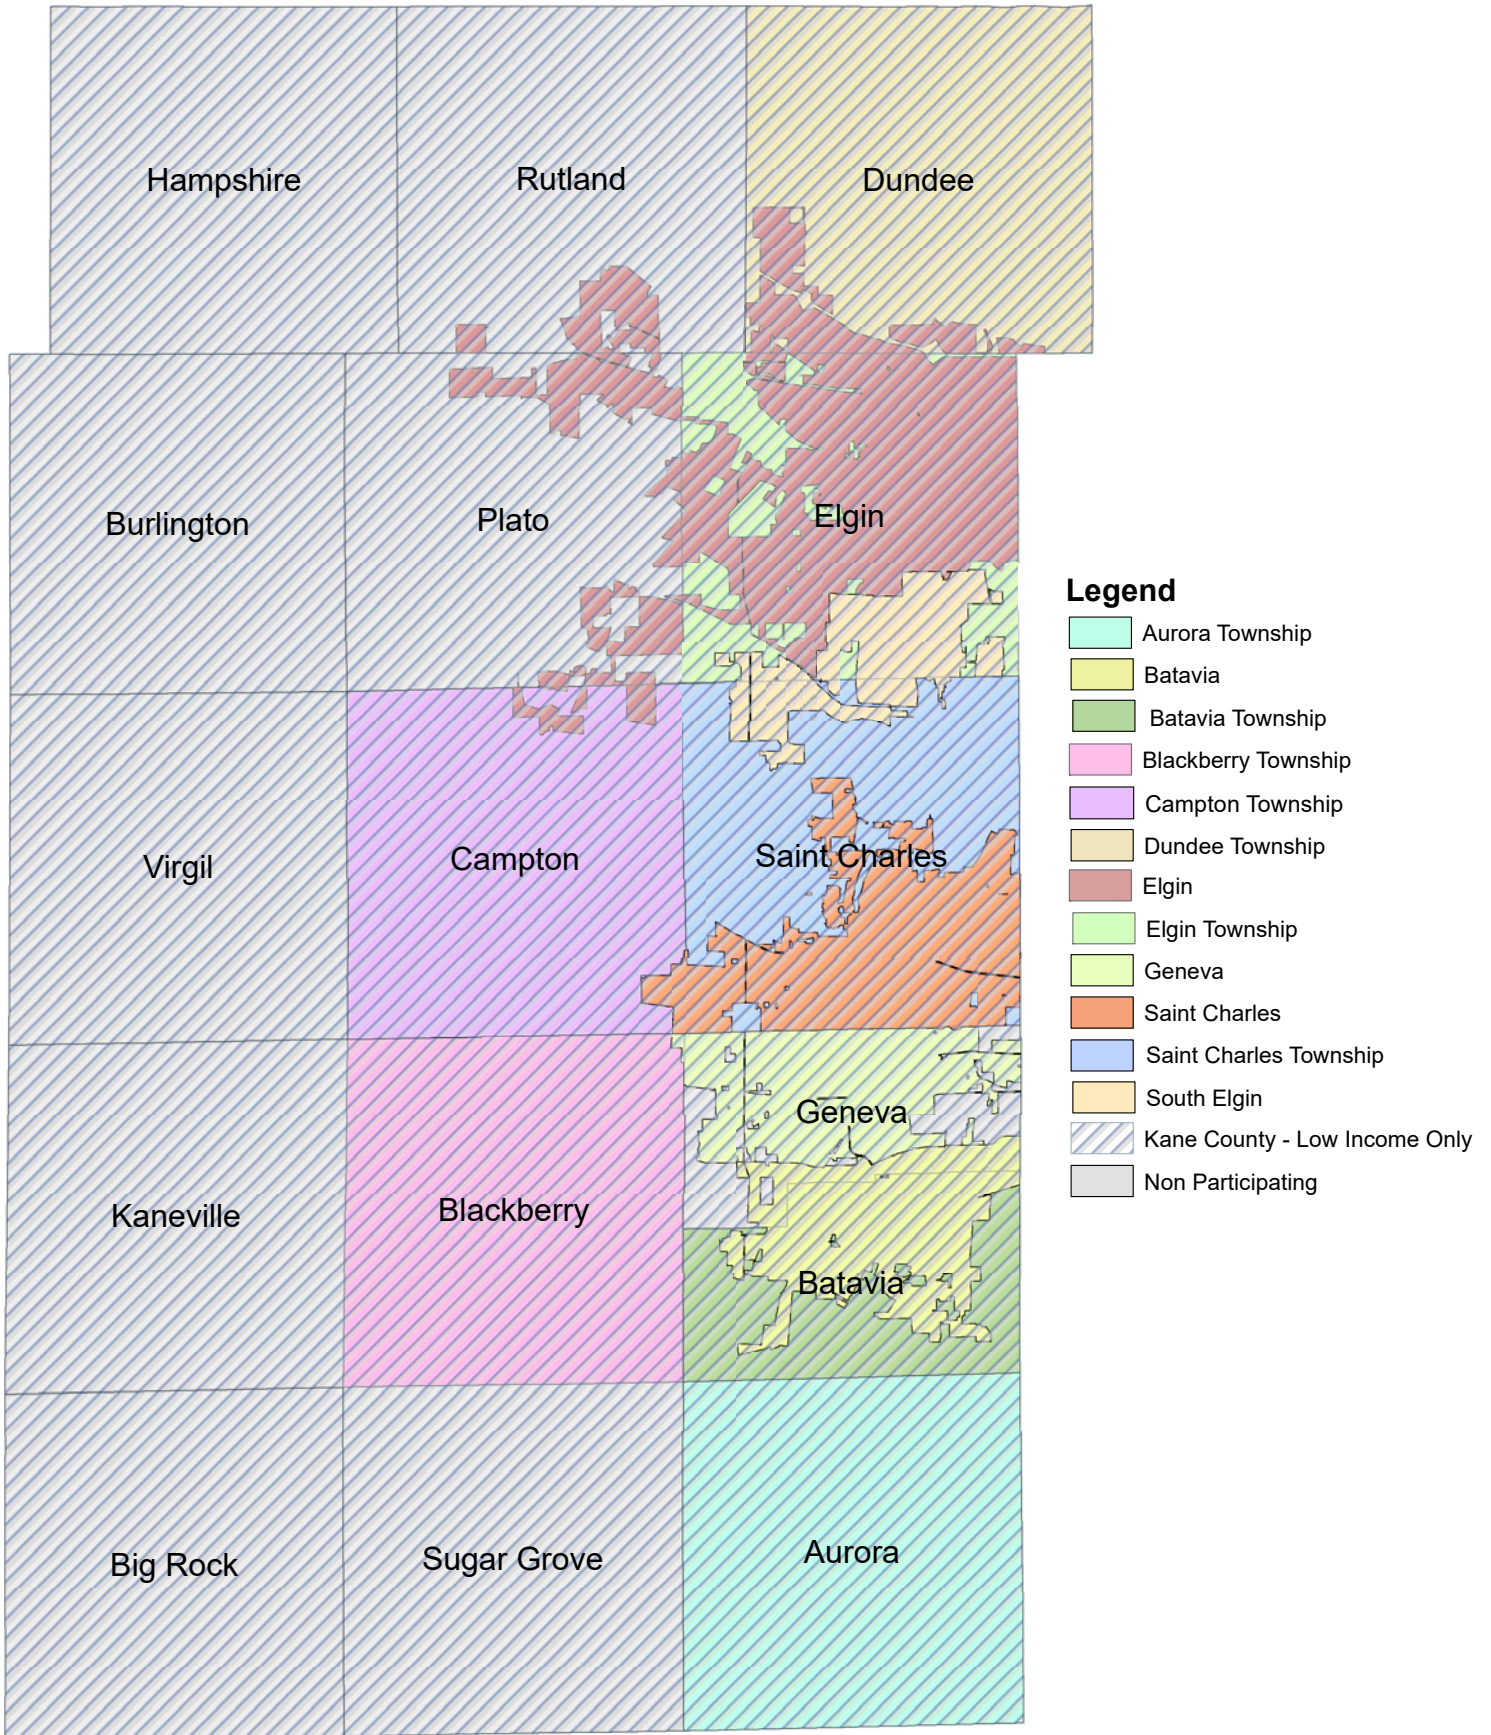 Hampshire
Rutland
Dundee
Burlington
Plato
Elgin
Virgil
Campton
Saint Charles
Kaneville
Blackberry
Geneva
Batavia
Big Rock
Sugar Grove
Aurora
Legend
Aurora Township
Batavia
Batavia Township
Blackberry Township
Campton Township
Dundee Township
Elgin
Elgin Township
Geneva
Saint Charles
Saint Charles Township
South Elgin
Kane County - Low Income Only
Non Participating